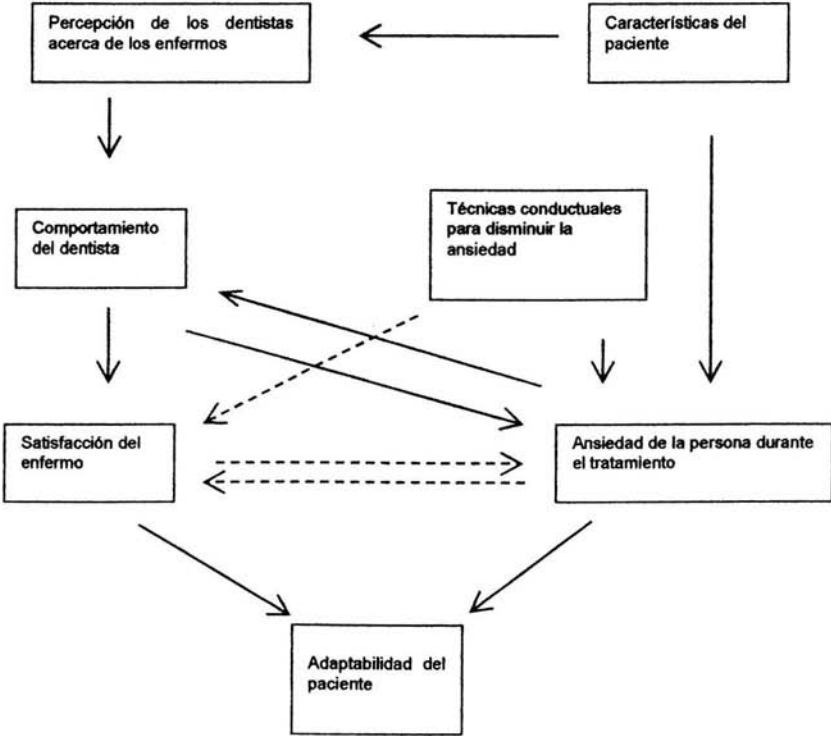 Percepción de los dentistas
acerca de los enfermos
Características del
paciente
Comportamiento
del dentista
Técnicas conductuales
para disminuir la
ansiedad
Satisfacción del
enfermo
Ansiedad de la persona durante
el tratamiento
Adaptabilidad del
paciente